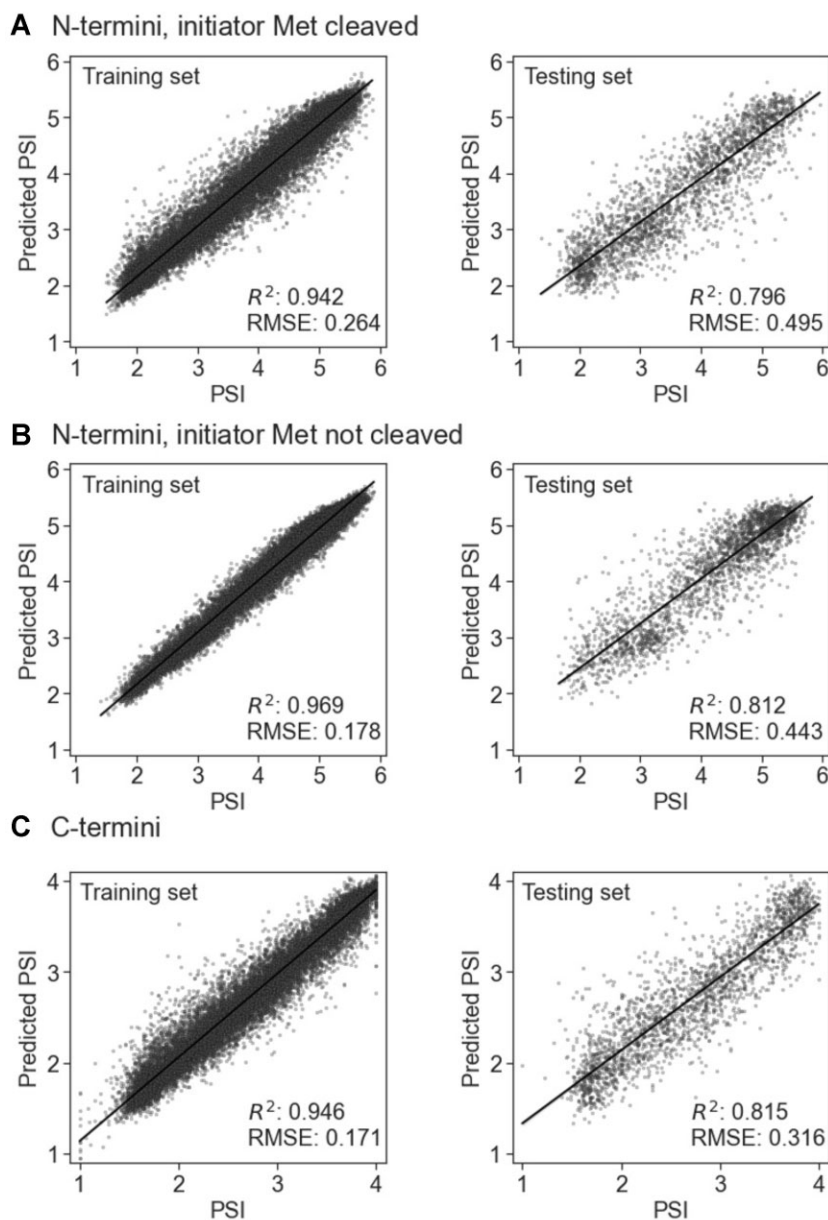 A N-termini, initiator Met cleaved
Training set
Predicted PSI
6
5
4
3
2
1
R²: 0.942
RMSE: 0.264
1 2 3 4 5 6
PSI
Testing set
Predicted PSI
6
5
4
3
2
1
R²: 0.796
RMSE: 0.495
1 2 3 4 5 6
PSI
B N-termini, initiator Met not cleaved
Training set
Predicted PSI
6
5
4
3
2
1
R²: 0.969
RMSE: 0.178
1 2 3 4 5 6
PSI
Testing set
Predicted PSI
6
5
4
3
2
1
R²: 0.812
RMSE: 0.443
1 2 3 4 5 6
PSI
C C-termini
Training set
Predicted PSI
4
3
2
1
R²: 0.946
RMSE: 0.171
1 2 3 4
PSI
Testing set
Predicted PSI
4
3
2
1
R²: 0.815
RMSE: 0.316
1 2 3 4
PSI